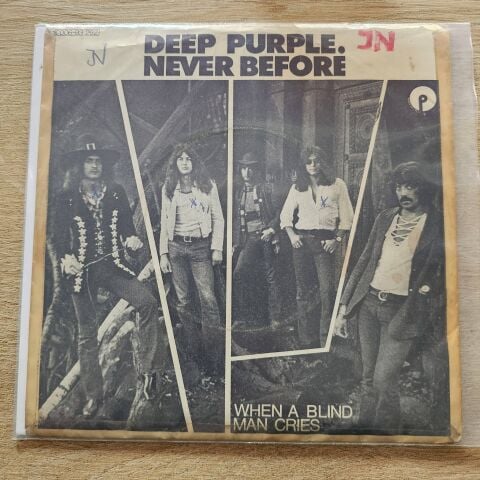 DEEP PURPLE.
NEVER BEFORE
JN
JN
P
WHEN A BLIND
MAN CRIES